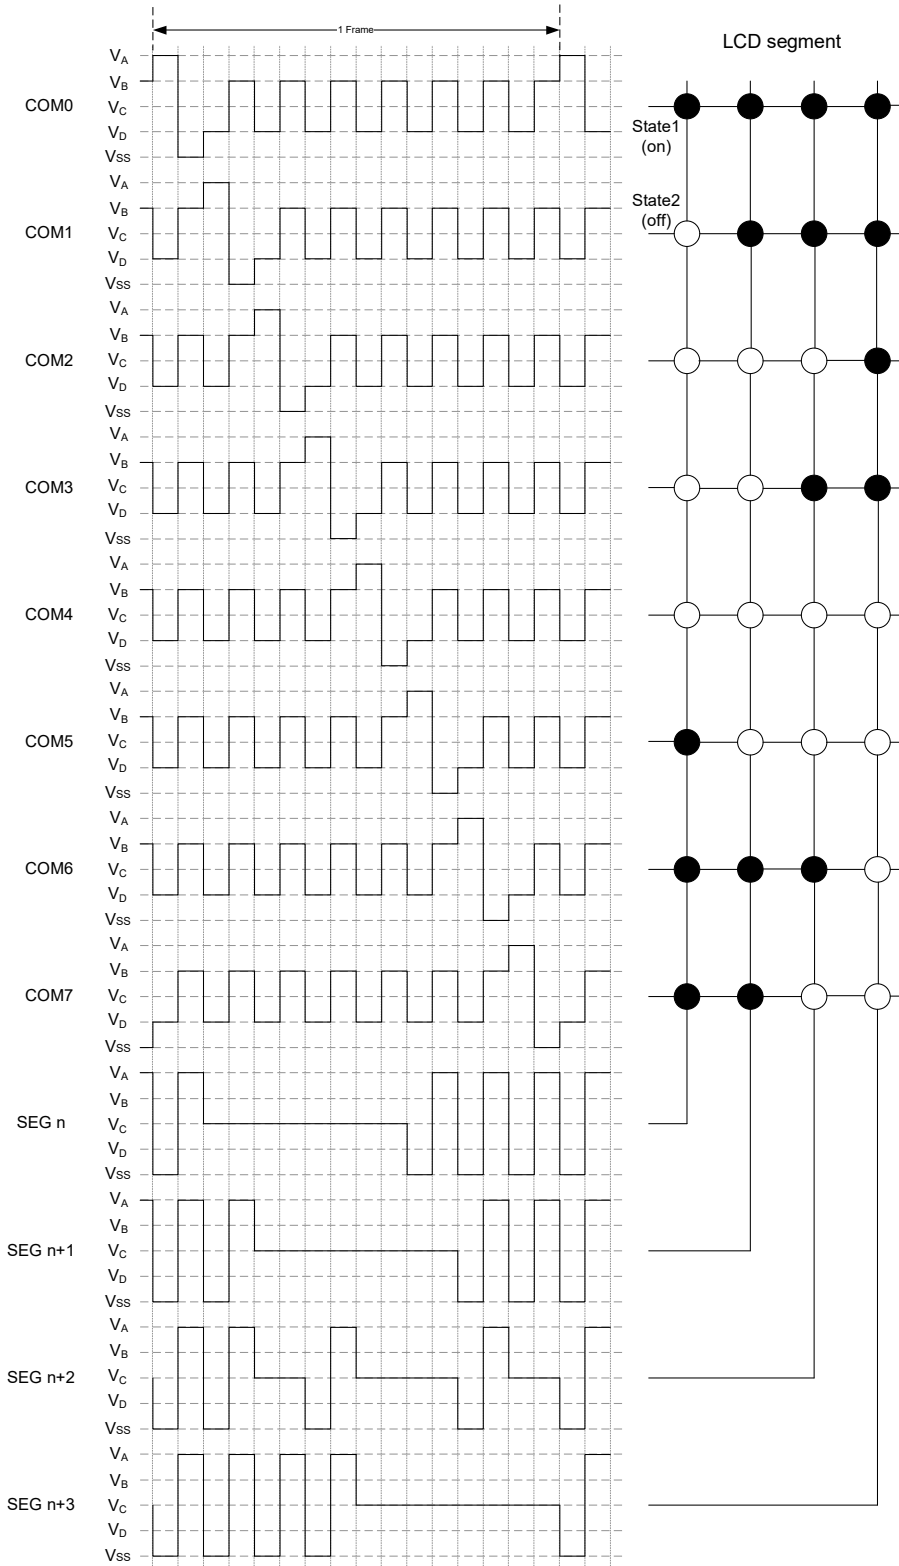 1 Frame
LCD segment
COM0
VA
VB
VC
VD
VSS
State1
(on)
COM1
VA
VB
VC
VD
VSS
State2
(off)
COM2
VA
VB
VC
VD
VSS
COM3
VA
VB
VC
VD
VSS
COM4
VA
VB
VC
VD
VSS
COM5
VA
VB
VC
VD
VSS
COM6
VA
VB
VC
VD
VSS
COM7
VA
VB
VC
VD
VSS
SEG n
VA
VB
VC
VD
VSS
SEG n+1
VA
VB
VC
VD
VSS
SEG n+2
VA
VB
VC
VD
VSS
SEG n+3
VA
VB
VC
VD
VSS